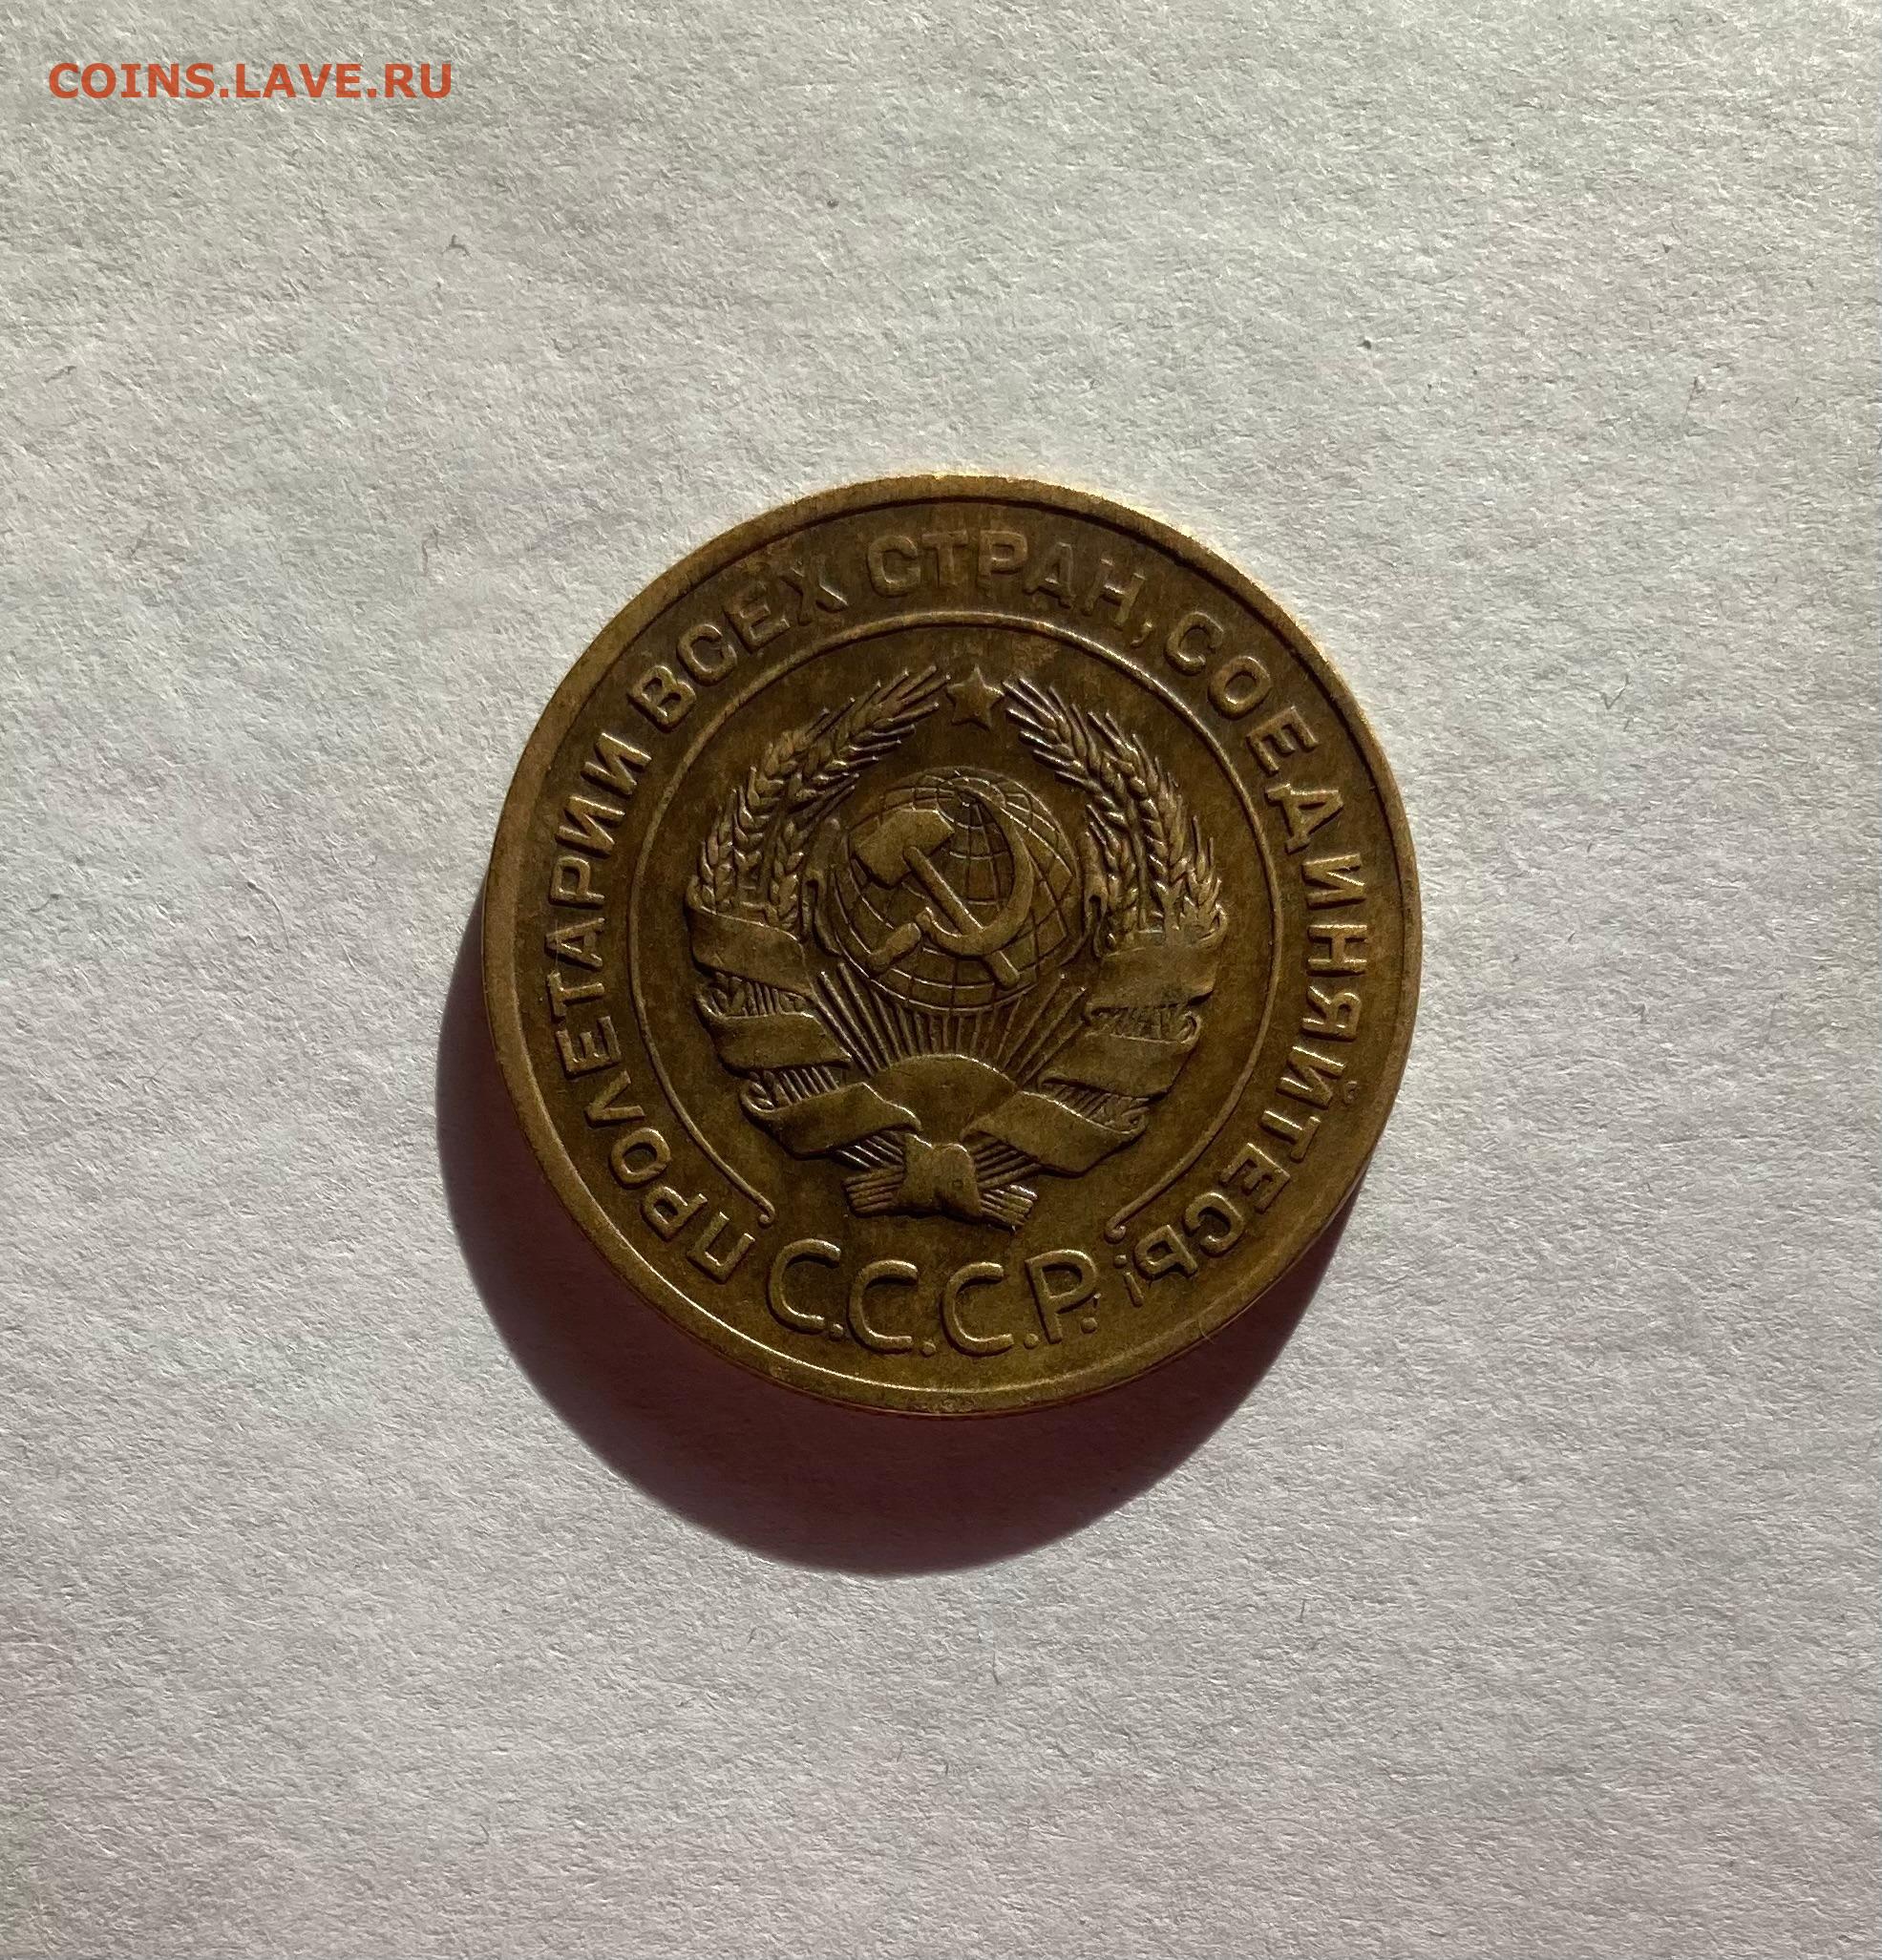 COINS.LAVE.RU
ПРОЛЕТАРИИ ВСЕХ СТРАН, СОЕДИНЯЙТЕСЬ!
С.С.С.Р.